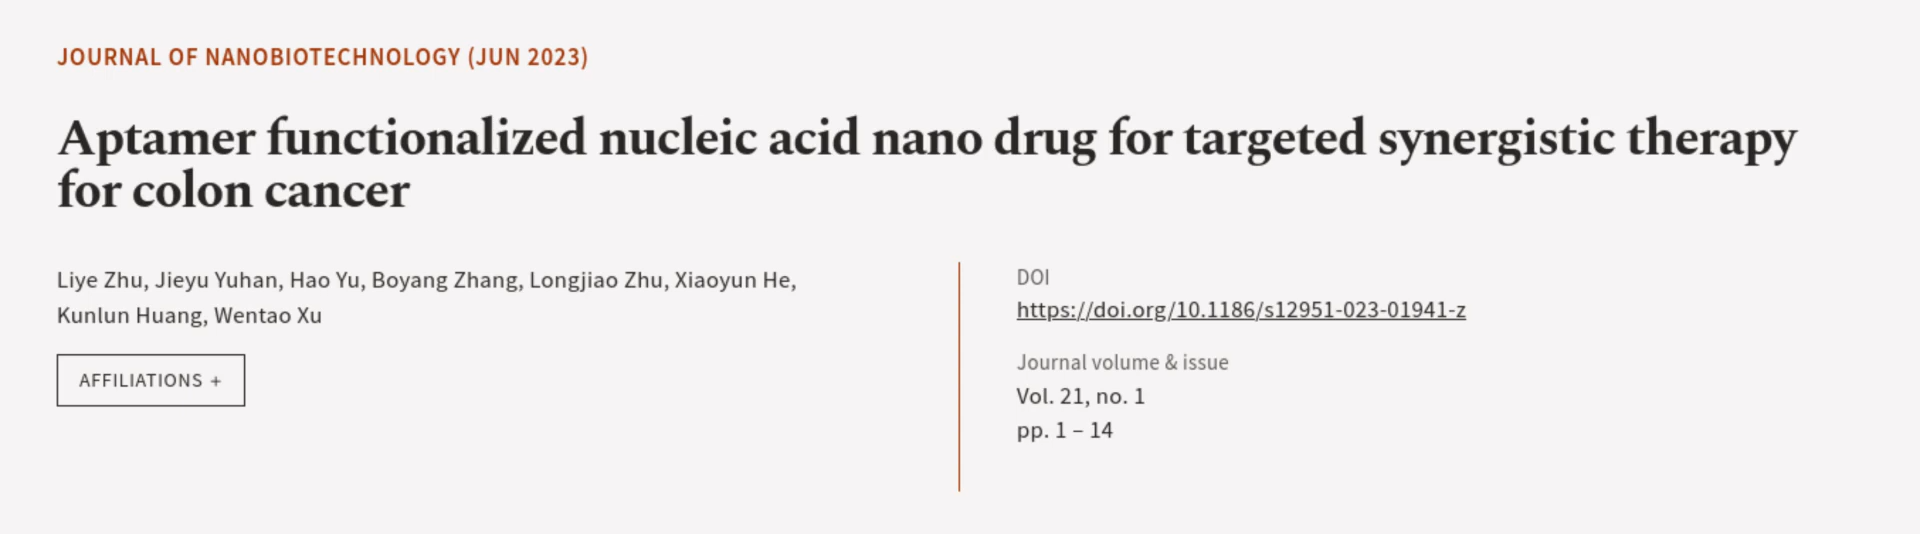 JOURNAL OF NANOBIOTECHNOLOGY (JUN 2023)
Aptamer functionalized nucleic acid nano drug for targeted synergistic therapy
for colon cancer
Liye Zhu, Jieyu Yuhan, Hao Yu, Boyang Zhang, Longjiao Zhu, Xiaoyun He,
Kunlun Huang, Wentao Xu
AFFILIATIONS +
DOI
https://doi.org/10.1186/s12951-023-01941-z
Journal volume & issue
Vol. 21, no. 1
pp. 1 – 14